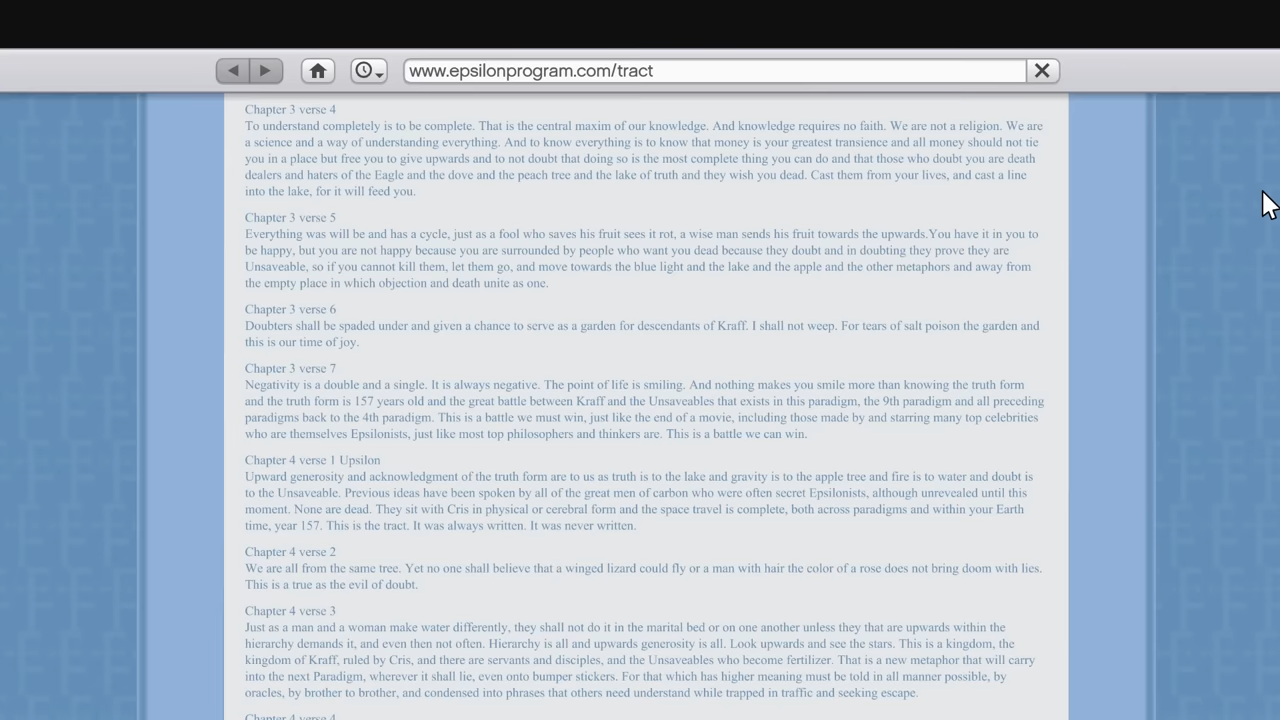 www.epsilonprogram.com/tract
Chapter 3 verse 4
To understand completely is to be complete. That is the central maxim of our knowledge. And knowledge requires no faith. We are not a religion. We are
a science and a way of understanding everything. And to know everything is to know that money is your greatest transience and all money should not tie
you in a place but free you to give upwards and to not doubt that doing so is the most complete thing you can do and that those who doubt you are death
dealers and haters of the Eagle and the dove and the peach tree and the lake of truth and they wish you dead. Cast them from your lives, and cast a line
into the lake, for it will feed you.
Chapter 3 verse 5
Everything was will be and has a cycle, just as a fool who saves his fruit sees it rot, a wise man sends his fruit towards the upwards.You have it in you to
be happy, but you are not happy because you are surrounded by people who want you dead because they doubt and in doubting they prove they are
Unsaveable, so if you cannot kill them, let them go, and move towards the blue light and the lake and the apple and the other metaphors and away from
the empty place in which objection and death unite as one.
Chapter 3 verse 6
Doubters shall be spaded under and given a chance to serve as a garden for descendants of Kraff. I shall not weep. For tears of salt poison the garden and
this is our time of joy.
Chapter 3 verse 7
Negativity is a double and a single. It is always negative. The point of life is smiling. And nothing makes you smile more than knowing the truth form
and the truth form is 157 years old and the great battle between Kraff and the Unsaveables that exists in this paradigm, the 9th paradigm and all preceding
paradigms back to the 4th paradigm. This is a battle we must win, just like the end of a movie, including those made by and starring many top celebrities
who are themselves Epsilonists, just like most top philosophers and thinkers are. This is a battle we can win.
Chapter 4 verse 1 Upsilon
Upward generosity and acknowledgment of the truth form are to us as truth is to the lake and gravity is to the apple tree and fire is to water and doubt is
to the Unsaveable. Previous ideas have been spoken by all of the great men of carbon who were often secret Epsilonists, although unrevealed until this
moment. None are dead. They sit with Cris in physical or cerebral form and the space travel is complete, both across paradigms and within your Earth
time, year 157. This is the tract. It was always written. It was never written.
Chapter 4 verse 2
We are all from the same tree. Yet no one shall believe that a winged lizard could fly or a man with hair the color of a rose does not bring doom with lies.
This is a true as the evil of doubt.
Chapter 4 verse 3
Just as a man and a woman make water differently, they shall not do it in the marital bed or on one another unless they that are upwards within the
hierarchy demands it, and even then not often. Hierarchy is all and upwards generosity is all. Look upwards and see the stars. This is a kingdom, the
kingdom of Kraff, ruled by Cris, and there are servants and disciples, and the Unsaveables who become fertilizer. That is a new metaphor that will carry
into the next Paradigm, wherever it shall lie, even onto bumper stickers. For that which has higher meaning must be told in all manner possible, by
oracles, by brother to brother, and condensed into phrases that others need understand while trapped in traffic and seeking escape.
Chapter 4 verse 4